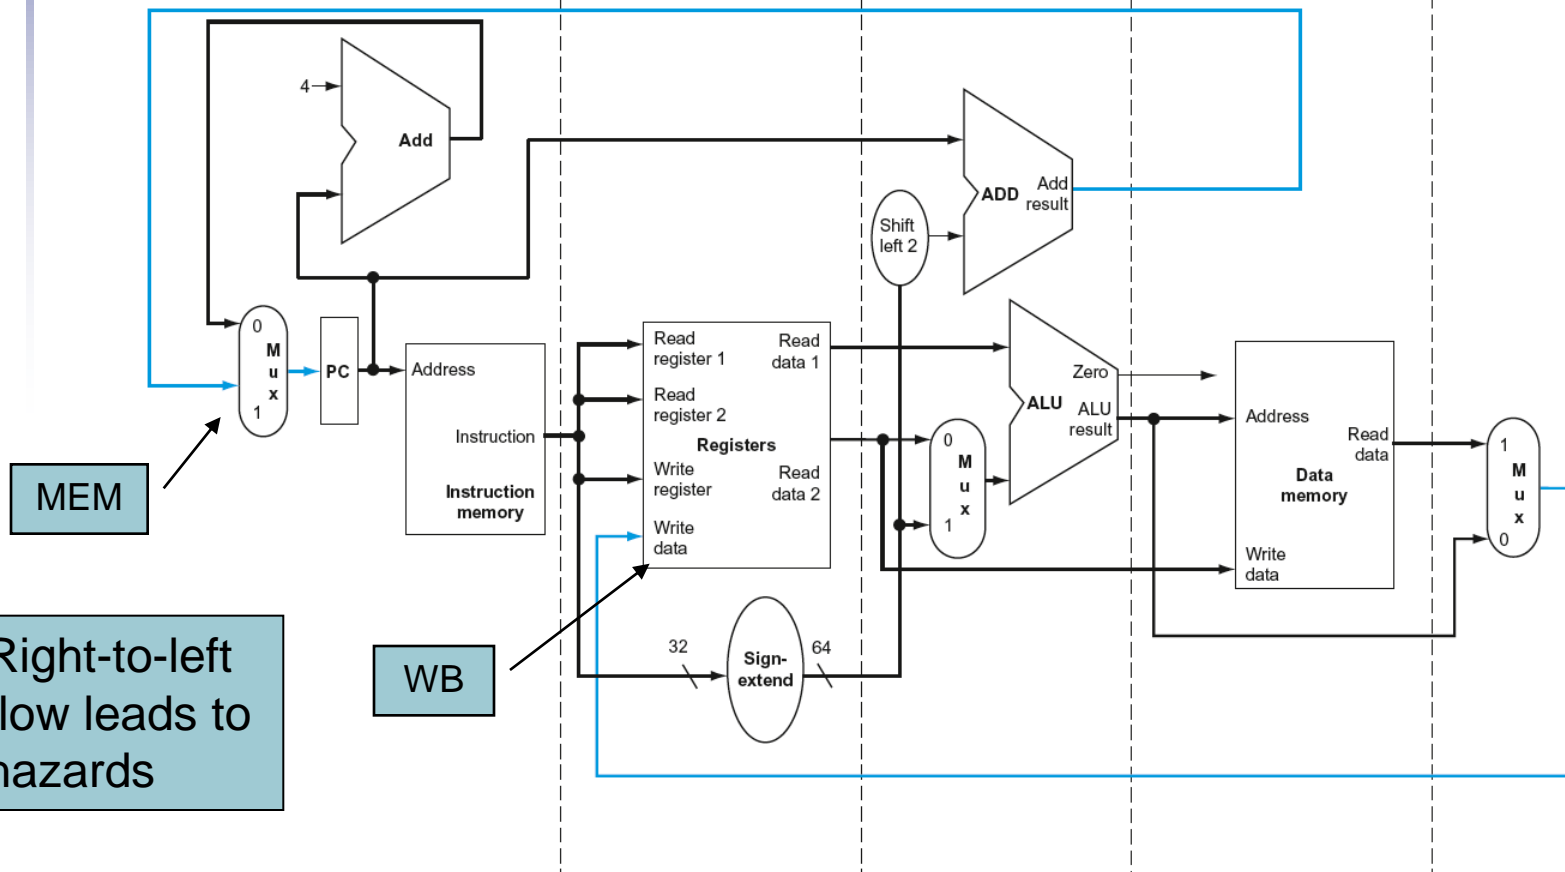 4
Add
ADD
Add
result
Shift
left 2
0
M
u
x
1
PC
Address
Instruction
Instruction
memory
Read
register 1
Read
data 1
Read
register 2
Registers
Write
register
Read
data 2
Write
data
0
M
u
x
1
Zero
ALU
ALU
result
Address
Read
data
Data
memory
Write
data
1
M
u
x
0
MEM
32
Sign-
extend
64
WB
Right-to-left
low leads to
hazards